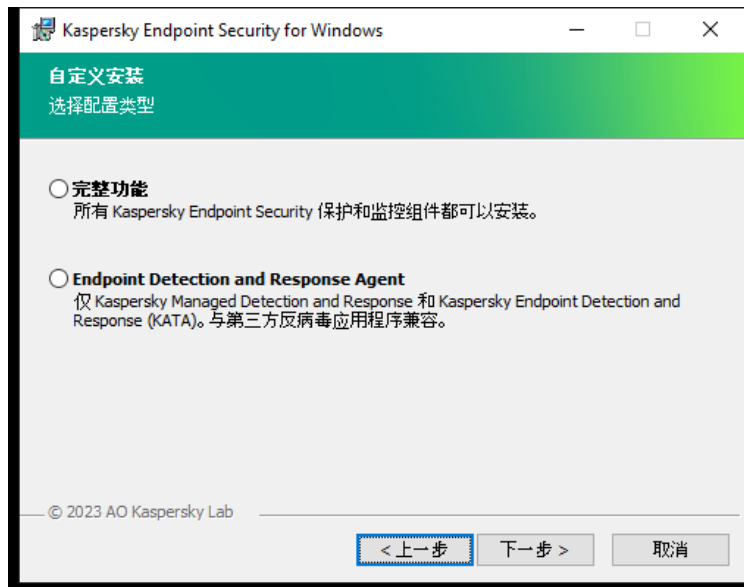 Kaspersky Endpoint Security for Windows
自定义安装
选择配置类型
完整功能
所有 Kaspersky Endpoint Security 保护和监控组件都可以安装。
Endpoint Detection and Response Agent
仅 Kaspersky Managed Detection and Response 和 Kaspersky Endpoint Detection and
Response (KATA)。与第三方反病毒应用程序兼容。
© 2023 AO Kaspersky Lab
<上一步 下一步 > 取消